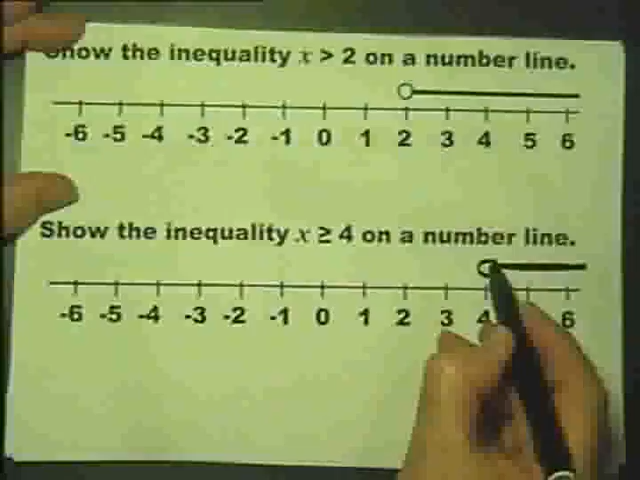 Show the inequality x > 2 on a number line.
-6 -5 -4 -3 -2 -1 0 1 2 3 4 5 6
Show the inequality x ≥ 4 on a number line.
-6 -5 -4 -3 -2 -1 0 1 2 3 4 6